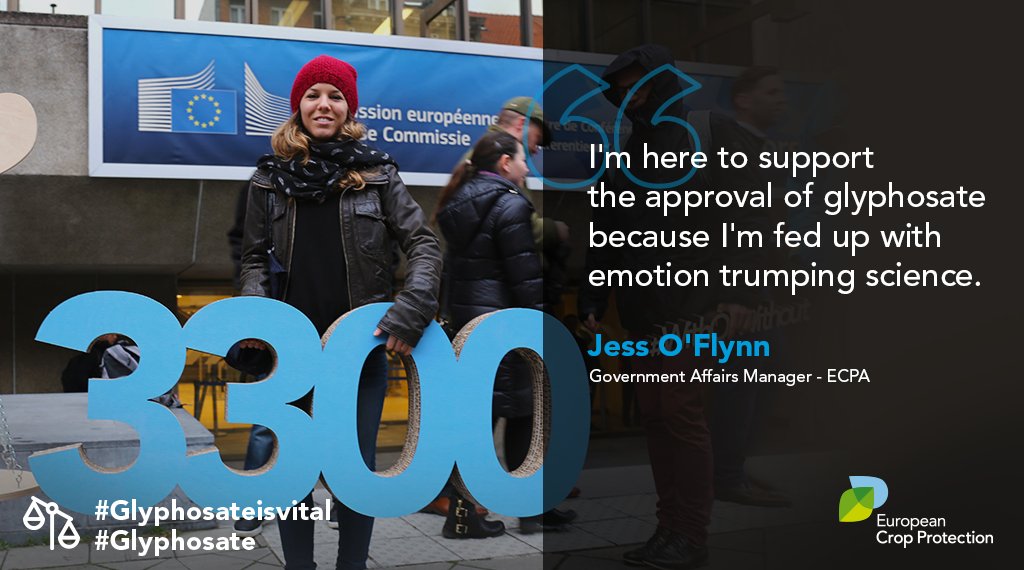 ssion européenne
e Commissie
I'm here to support
the approval of glyphosate
because I'm fed up with
emotion trumping science.
Jess O'Flynn
Government Affairs Manager - ECPA
3300
#Glyphosateisvital
#Glyphosate
European
Crop Protection